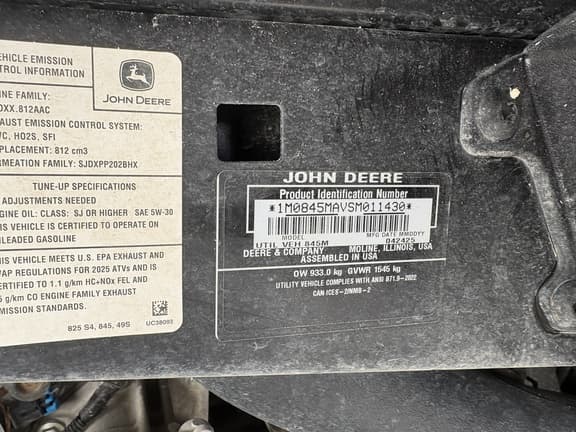 VEHICLE EMISSION
CONTROL INFORMATION
JOHN DEERE
ENGINE FAMILY:
DXX.812AAC
EXHAUST EMISSION CONTROL SYSTEM:
HO2S, SFI
DISPLACEMENT: 812 cm3
PERMEATION FAMILY: SJDXPP202BHX
TUNE-UP SPECIFICATIONS
ADJUSTMENTS NEEDED
ENGINE OIL: CLASS: SJ OR HIGHER SAE 5W-30
THIS VEHICLE IS CERTIFIED TO OPERATE ON
UNLEADED GASOLINE
THIS VEHICLE MEETS U.S. EPA EXHAUST AND
EVAP REGULATIONS FOR 2025 ATVs AND IS
CERTIFIED TO 1.1 g/km HC+NOx FEL AND
5 g/km CO ENGINE FAMILY EXHAUST
EMISSION STANDARDS
825 S4, 845, 49S
UC38093
JOHN DEERE
Product Identification Number
*1M0845MAVSM011430*
MODEL MFG DATE MMDDYY
UTIL VEH 845M 042425
DEERE & COMPANY MOLINE, ILLINOIS, USA
ASSEMBLED IN USA
OW 933.0 kg GVWR 1545 kg
UTILITY VEHICLE COMPLIES WITH ANSI B71.9-2022
CAN ICES-2/NMB-2